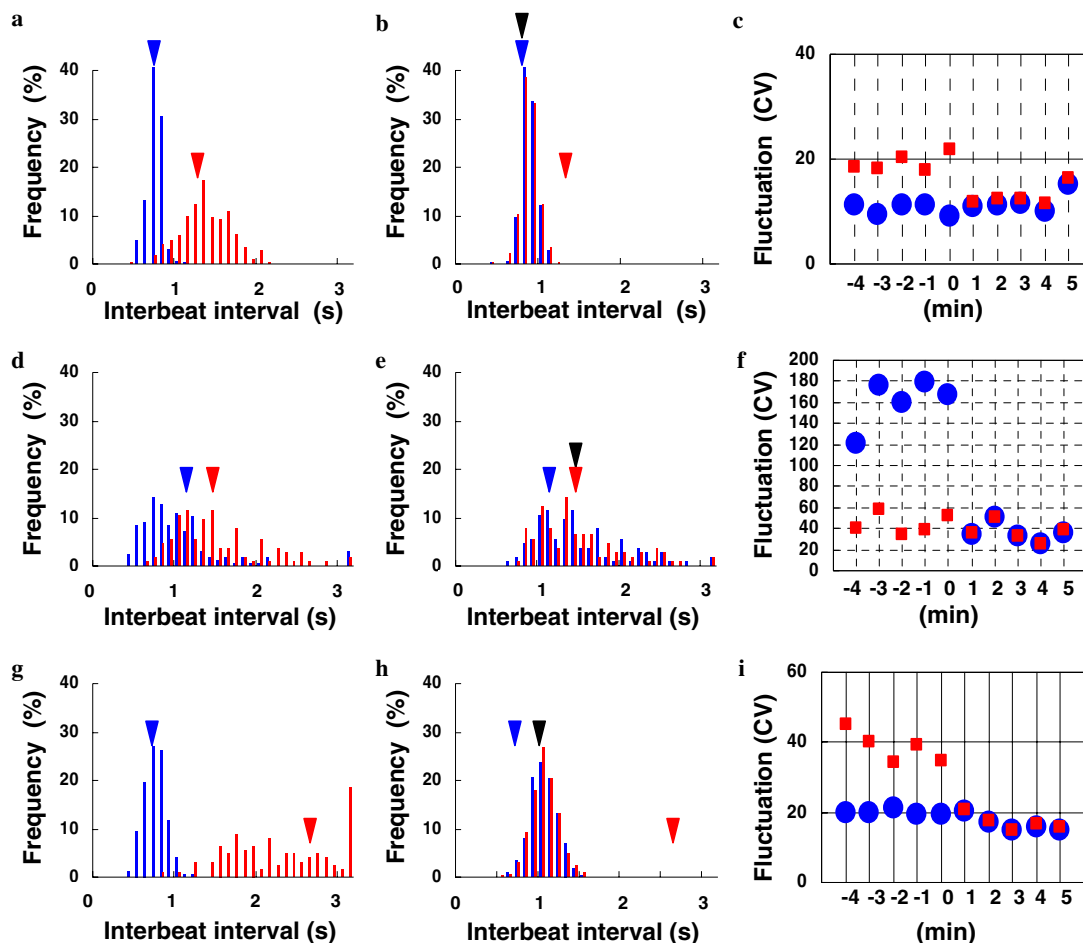 a
b
c
Frequency (%)
40
30
20
10
0
0 1 2 3
Interbeat interval (s)
Frequency (%)
40
30
20
10
0
0 1 2 3
Interbeat interval (s)
Fluctuation (CV)
40
20
0
-4 -3 -2 -1 0 1 2 3 4 5
(min)
d
e
f
Frequency (%)
40
30
20
10
0
0 1 2 3
Interbeat interval (s)
Frequency (%)
40
30
20
10
0
0 1 2 3
Interbeat interval (s)
Fluctuation (CV)
200
180
160
140
120
100
80
60
40
20
0
-4 -3 -2 -1 0 1 2 3 4 5
(min)
g
h
i
Frequency (%)
40
30
20
10
0
0 1 2 3
Interbeat interval (s)
Frequency (%)
40
30
20
10
0
0 1 2 3
Interbeat interval (s)
Fluctuation (CV)
60
40
20
0
-4 -3 -2 -1 0 1 2 3 4 5
(min)